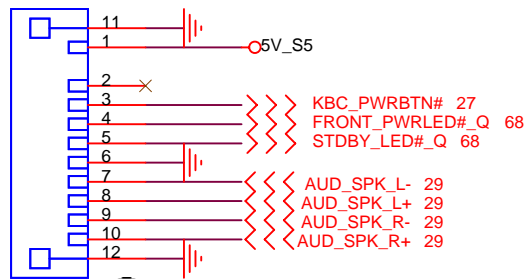 11
1 5V_S5
2
3 KBC_PWRBTN# 27
4 FRONT_PWRLED#_Q 68
5 STDBY_LED#_Q 68
6
7 AUD_SPK_L- 29
8 AUD_SPK_L+ 29
9 AUD_SPK_R- 29
10 AUD_SPK_R+ 29
12